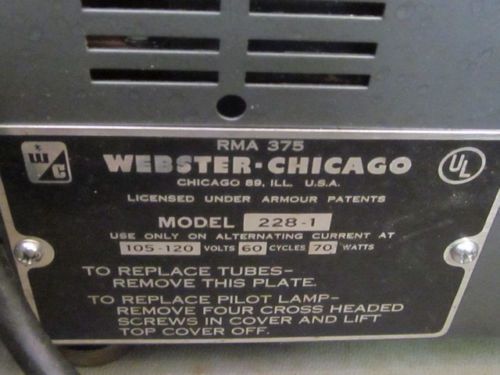 RMA 375
W C
WEBSTER-CHICAGO
UL
CHICAGO 89, ILL. U.S.A.
LICENSED UNDER ARMOUR PATENTS
MODEL 228-1
USE ONLY ON ALTERNATING CURRENT AT
105-120 VOLTS 60 CYCLES 70 WATTS
TO REPLACE TUBES-
REMOVE THIS PLATE.
TO REPLACE PILOT LAMP-
REMOVE FOUR CROSS HEADED
SCREWS IN COVER AND LIFT
TOP COVER OFF.